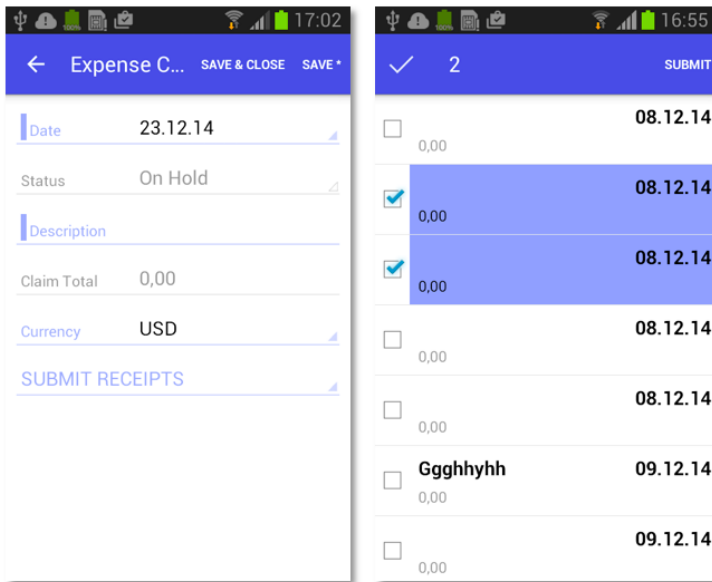 17:02
Expense C... SAVE & CLOSE SAVE *
Date 23.12.14
Status On Hold
Description
Claim Total 0,00
Currency USD
SUBMIT RECEIPTS
16:55
2 SUBMIT
08.12.14
0,00
08.12.14
0,00
08.12.14
0,00
08.12.14
0,00
08.12.14
0,00
Ggghhyhh 09.12.14
0,00
09.12.14
0,00